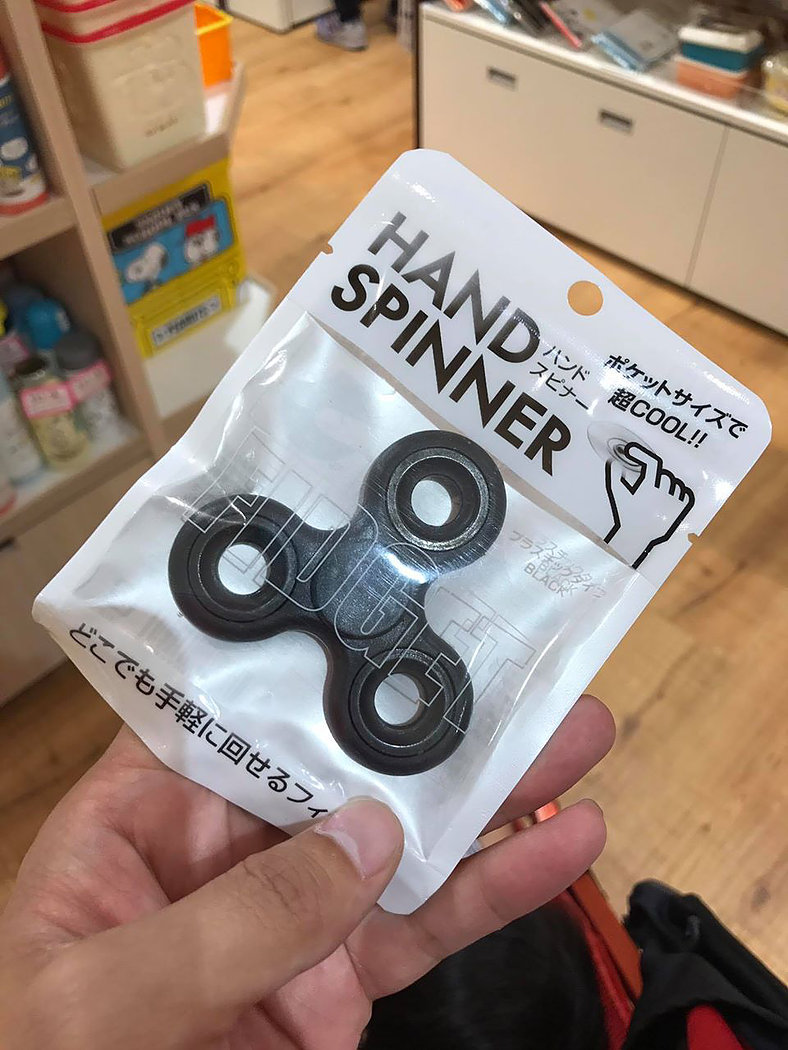 HAND
SPINNER
ハンド
スピナー
ポケットサイズで
超COOL!!
FIDGET
プラスチックタイプ
BLACK
どこでも手軽に回せるフィ
PEANUTS